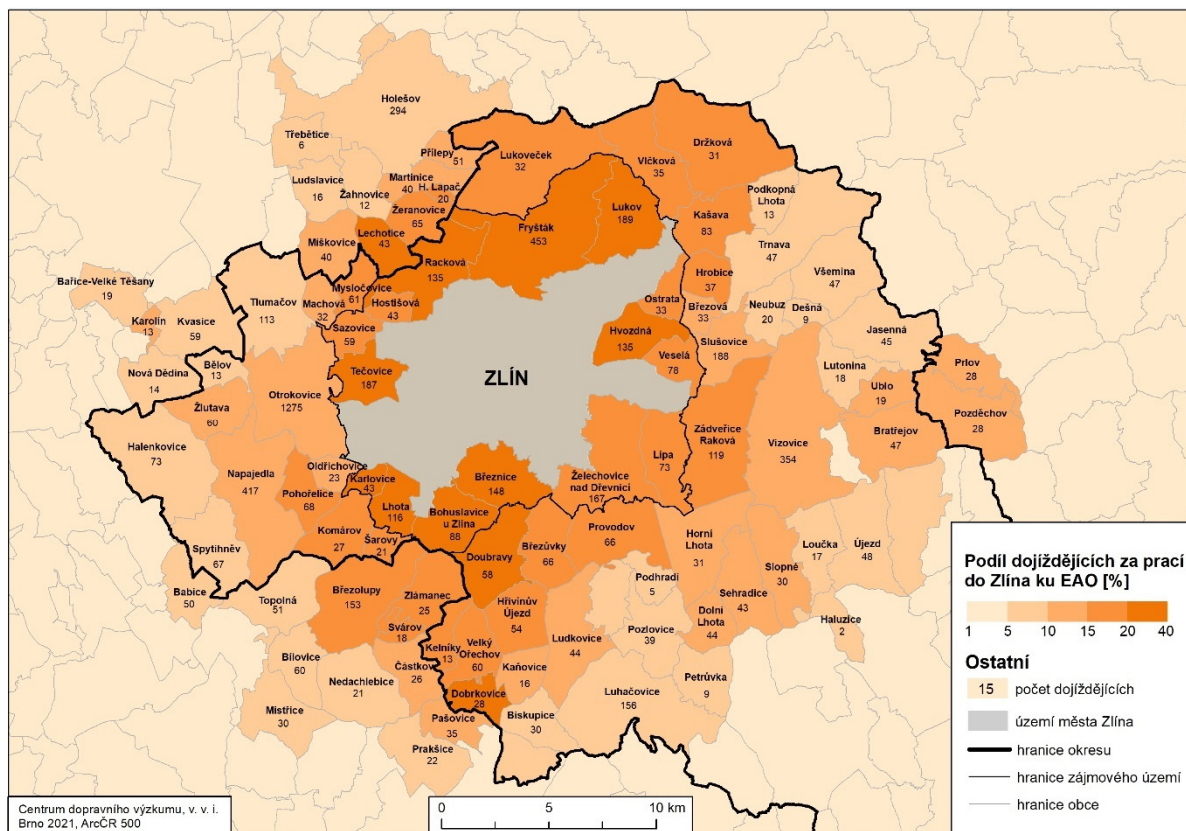 Holešov
294
Třebětice
6
Přílepy
51
Lukoveček
32
Vlčková
35
Držková
31
Ludslavice
16
Martinice
40
H. Lapač
20
Žahnovice
12
Žeranovice
65
Podkopná
Lhota
13
Lukov
189
Kašava
83
Fryšták
453
Lechotice
43
Míškovice
40
Racková
135
Trnava
47
Všemina
47
Hrobice
37
Bařice-Velké Těšany
19
Mysločovice
61
Tlumačov
113
Machová
32
Hostišová
43
Ostrata
33
Březová
33
Neubuz
20
Dešná
9
Karolín
13
Kvasice
59
Sazovice
59
Hvozdná
135
Slušovice
188
Jasenná
45
Veselá
78
Bělov
13
Tečovice
187
ZLÍN
Lutonina
18
Prlov
28
Nová Dědina
14
Ublo
19
Otrokovice
1275
Žlutava
60
Pozděchov
28
Bratřejov
47
Zádveřice
Raková
119
Vizovice
354
Halenkovice
73
Lípa
73
Oldřichovice
23
Napajedla
417
Karlovice
43
Březnice
148
Želechovice
nad Dřevnicí
167
Pohořelice
68
Lhota
116
Bohuslavice
u Zlína
88
Provodov
66
Komárov
27
Šarovy
21
Horní
Lhota
31
Březůvky
66
Loučka
17
Újezd
48
Spytihněv
67
Doubravy
58
Slopné
30
Podhradí
5
Babice
50
Topolná
51
Březolupy
153
Zlámanec
25
Sehradice
43
Hřivínův
Újezd
54
Dolní
Lhota
44
Haluzice
2
Svárov
18
Pozlovice
39
Ludkovice
44
Kelníky
13
Velký
Ořechov
60
Bílovice
60
Částkov
26
Kaňovice
16
Nedachlebice
21
Petrůvka
9
Dobrkovice
28
Luhačovice
156
Mistřice
30
Pašovice
35
Biskupice
30
Prakšice
22
Podíl dojíždějících za prací
do Zlína ku EAO [%]
1 5 10 15 20 40
Ostatní
15 počet dojíždějících
území města Zlína
hranice okresu
hranice zájmového území
hranice obce
Centrum dopravního výzkumu, v. v. i.
Brno 2021, ArcČR 500
0 5 10 km